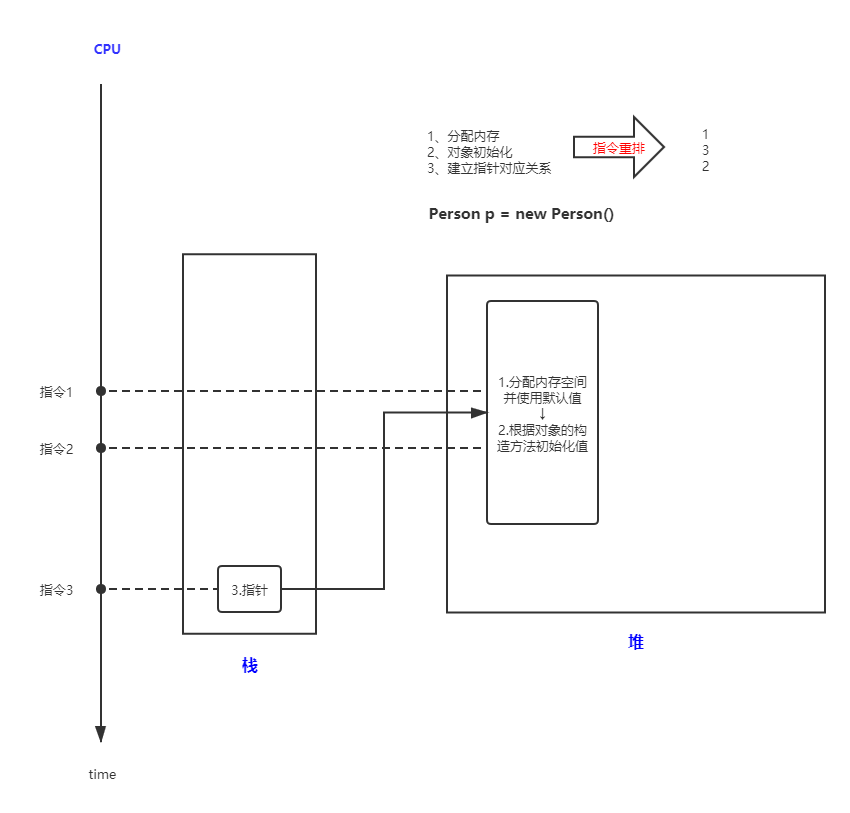 CPU
1、分配内存
2、对象初始化
3、建立指针对应关系
指令重排
1
3
2
Person p = new Person()
指令1
1.分配内存空间
并使用默认值
↓
2.根据对象的构
造方法初始化值
指令2
指令3
3.指针
堆
栈
time